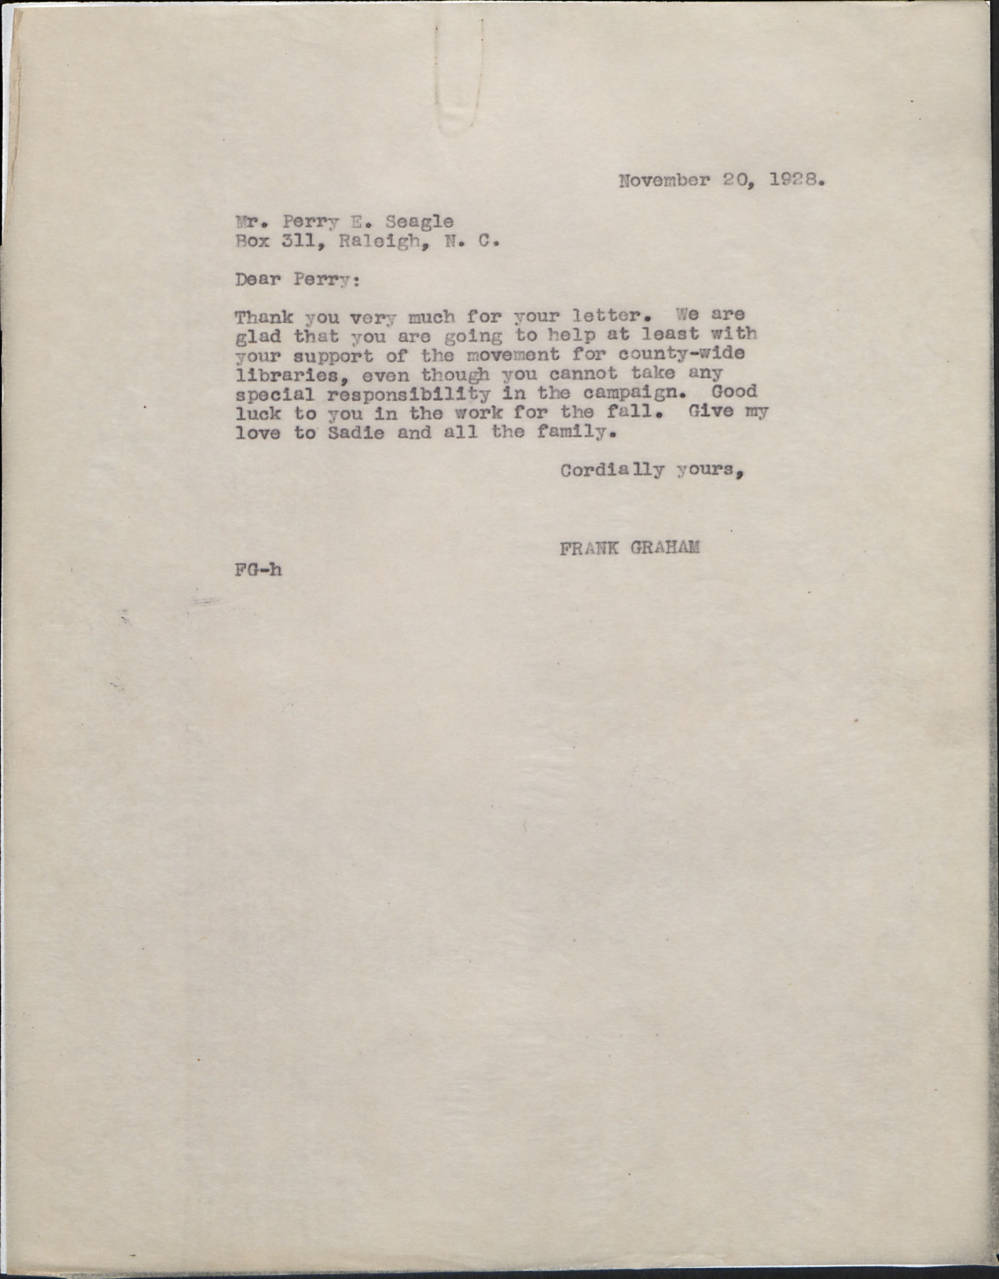 November 20, 1928.
Mr. Perry E. Seagle
Box 311, Raleigh, N. C.
Dear Perry:
Thank you very much for your letter. We are
glad that you are going to help at least with
your support of the movement for county-wide
libraries, even though you cannot take any
special responsibility in the campaign. Good
luck to you in the work for the fall. Give my
love to Sadie and all the family.
Cordially yours,
FRANK GRAHAM
FG-h